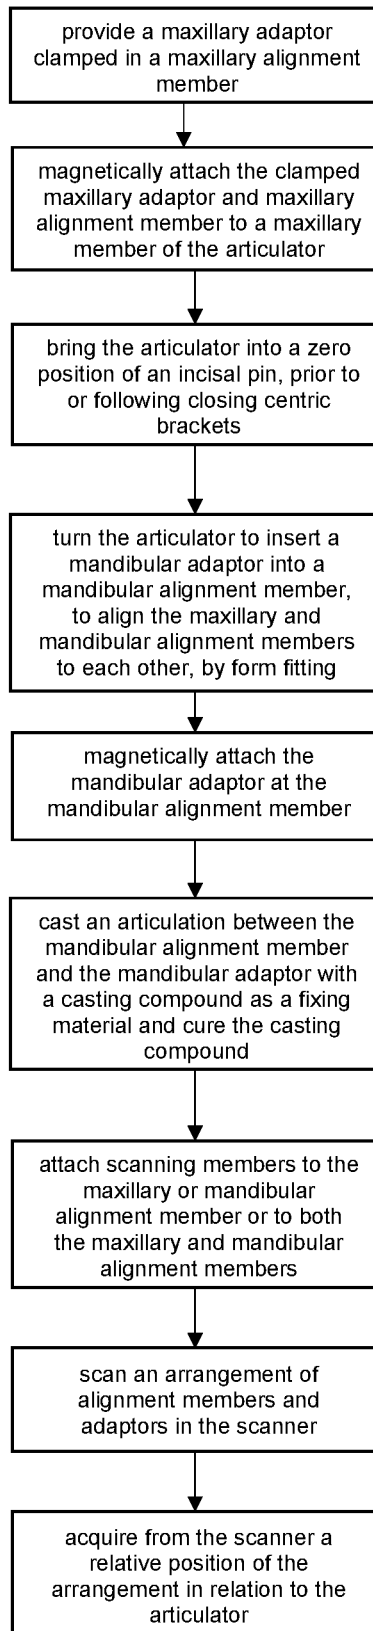 provide a maxillary adaptor
clamped in a maxillary alignment
member
magnetically attach the clamped
maxillary adaptor and maxillary
alignment member to a maxillary
member of the articulator
bring the articulator into a zero
position of an incisal pin, prior to
or following closing centric
brackets
turn the articulator to insert a
mandibular adaptor into a
mandibular alignment member,
to align the maxillary and
mandibular alignment members
to each other, by form fitting
magnetically attach the
mandibular adaptor at the
mandibular alignment member
cast an articulation between the
mandibular alignment member
and the mandibular adaptor with
a casting compound as a fixing
material and cure the casting
compound
attach scanning members to the
maxillary or mandibular
alignment member or to both
the maxillary and mandibular
alignment members
scan an arrangement of
alignment members and
adaptors in the scanner
acquire from the scanner a
relative position of the
arrangement in relation to the
articulator